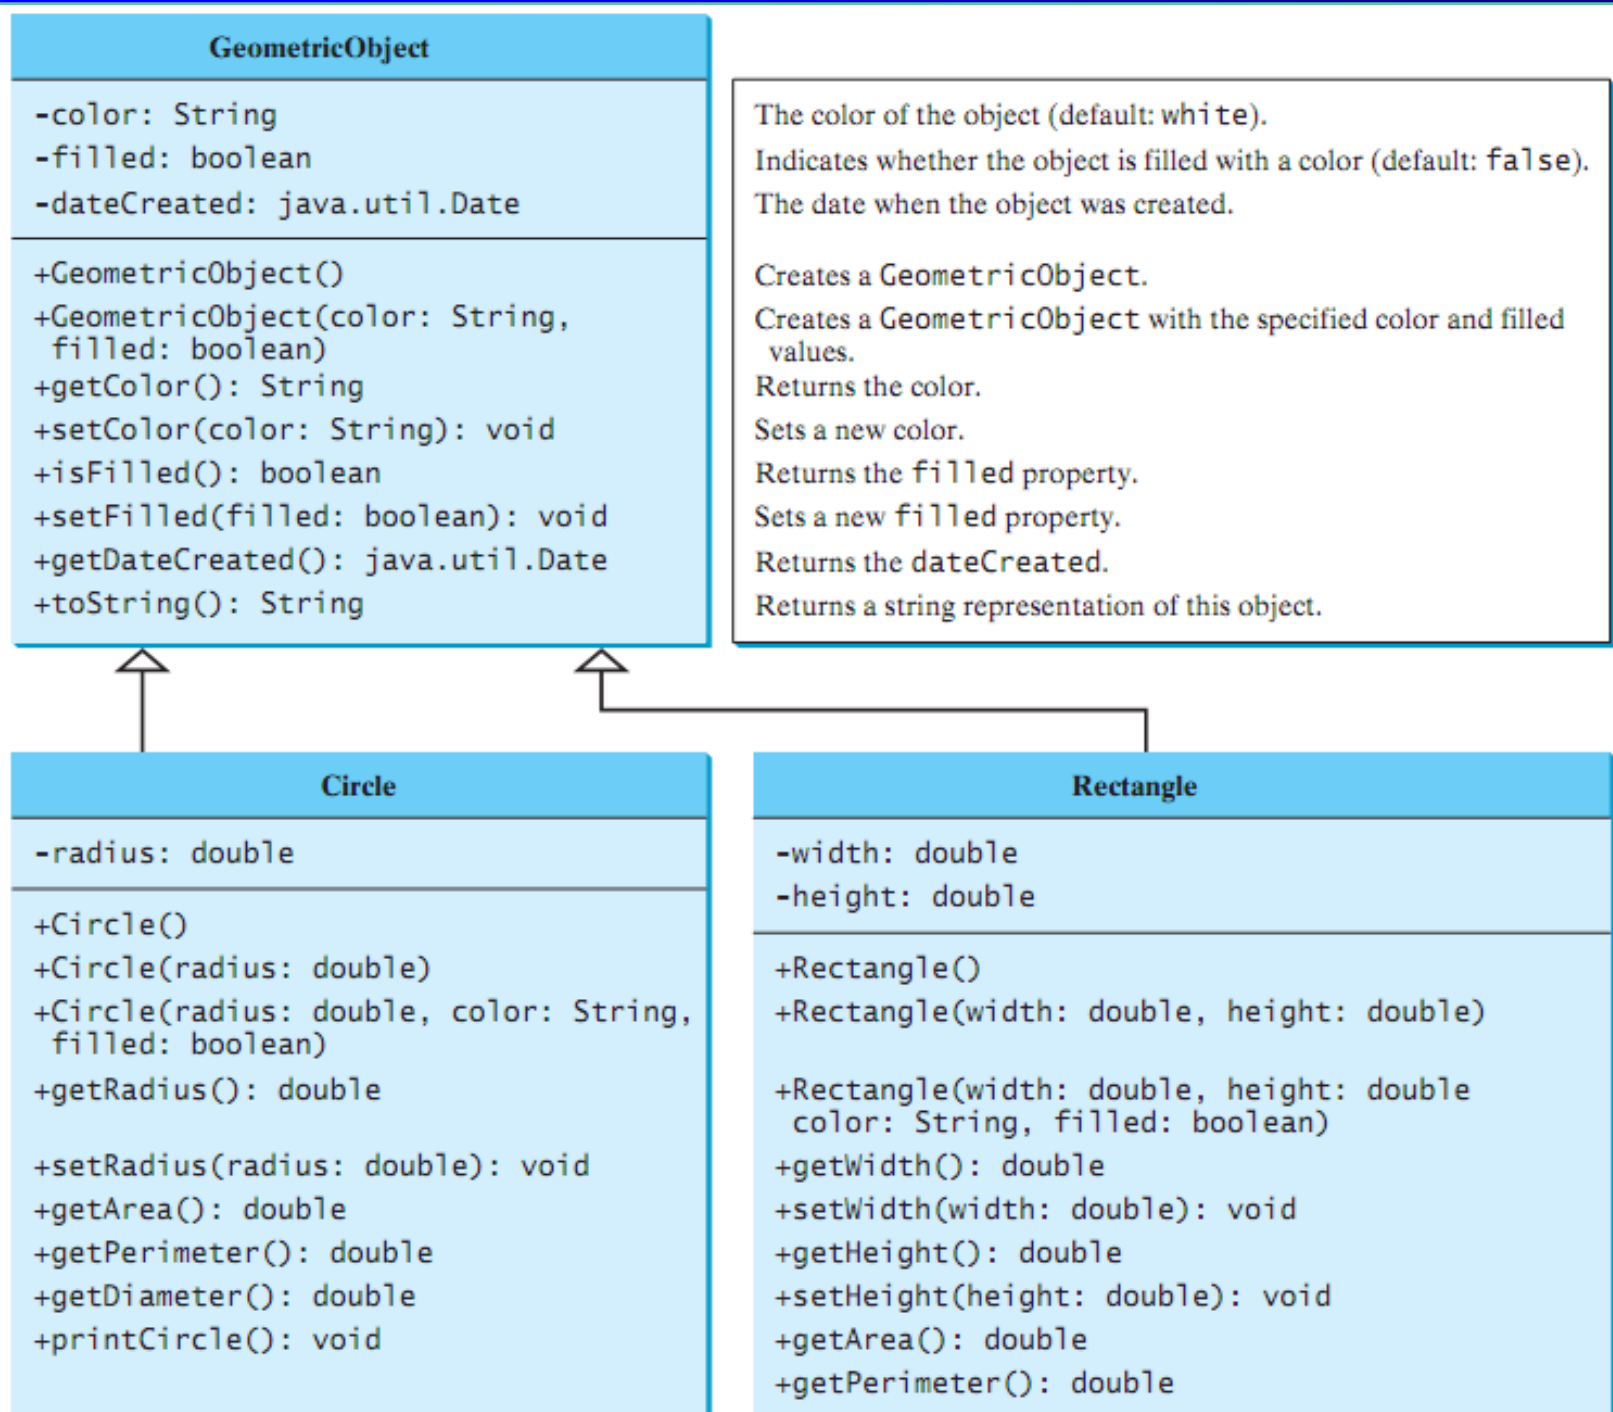 GeometricObject
-color: String
-filled: boolean
-dateCreated: java.util.Date
+GeometricObject()
+GeometricObject(color: String,
filled: boolean)
+getColor(): String
+setColor(color: String): void
+isFilled(): boolean
+setFilled(filled: boolean): void
+getDateCreated(): java.util.Date
+toString(): String
The color of the object (default: white).
Indicates whether the object is filled with a color (default: false).
The date when the object was created.
Creates a GeometricObject.
Creates a GeometricObject with the specified color and filled
values.
Returns the color.
Sets a new color.
Returns the filled property.
Sets a new filled property.
Returns the dateCreated.
Returns a string representation of this object.
Circle
-radius: double
+Circle()
+Circle(radius: double)
+Circle(radius: double, color: String,
filled: boolean)
+getRadius(): double
+setRadius(radius: double): void
+getArea(): double
+getPerimeter(): double
+getDiameter(): double
+printCircle(): void
Rectangle
-width: double
-height: double
+Rectangle()
+Rectangle(width: double, height: double)
+Rectangle(width: double, height: double
color: String, filled: boolean)
+getWidth(): double
+setWidth(width: double): void
+getHeight(): double
+setHeight(height: double): void
+getArea(): double
+getPerimeter(): double